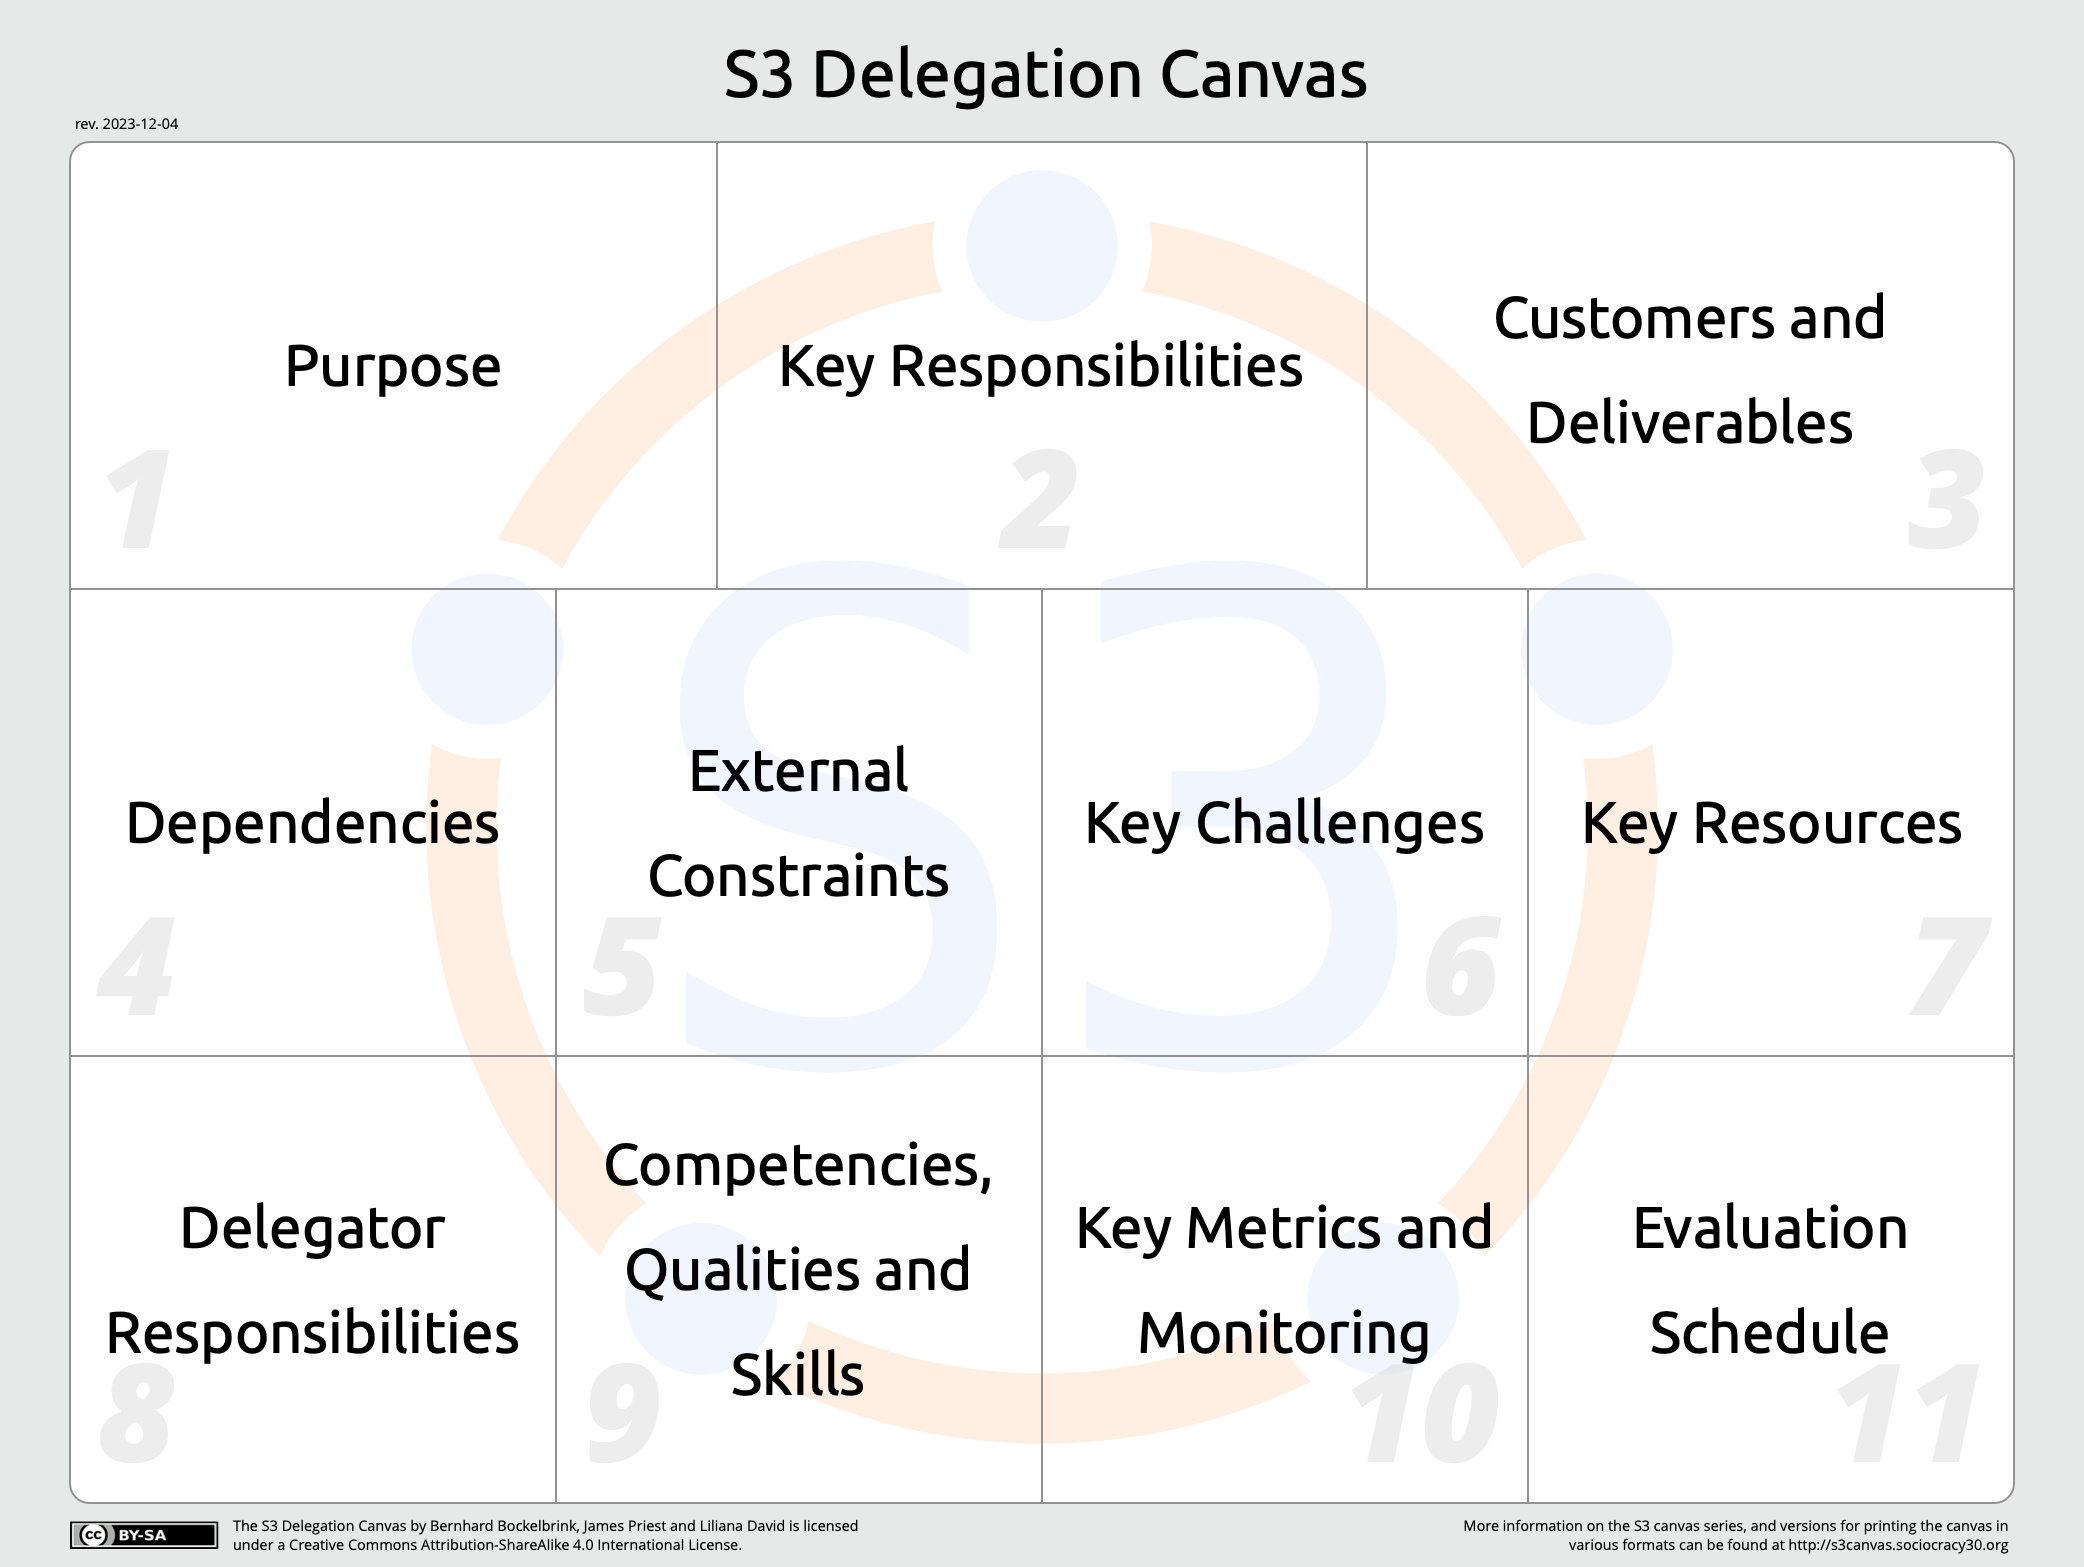 S3 Delegation Canvas
rev. 2023-12-04
Purpose
1
Key Responsibilities
2
Customers and
Deliverables
3
Dependencies
4
External
Constraints
5
Key Challenges
6
Key Resources
7
S3
Delegator
Responsibilities
8
Competencies,
Qualities and
Skills
9
Key Metrics and
Monitoring
10
Evaluation
Schedule
11
cc BY-SA
The S3 Delegation Canvas by Bernhard Bockelbrink, James Priest and Liliana David is licensed
under a Creative Commons Attribution-ShareAlike 4.0 International License.
More information on the S3 canvas series, and versions for printing the canvas in
various formats can be found at http://s3canvas.sociocracy30.org